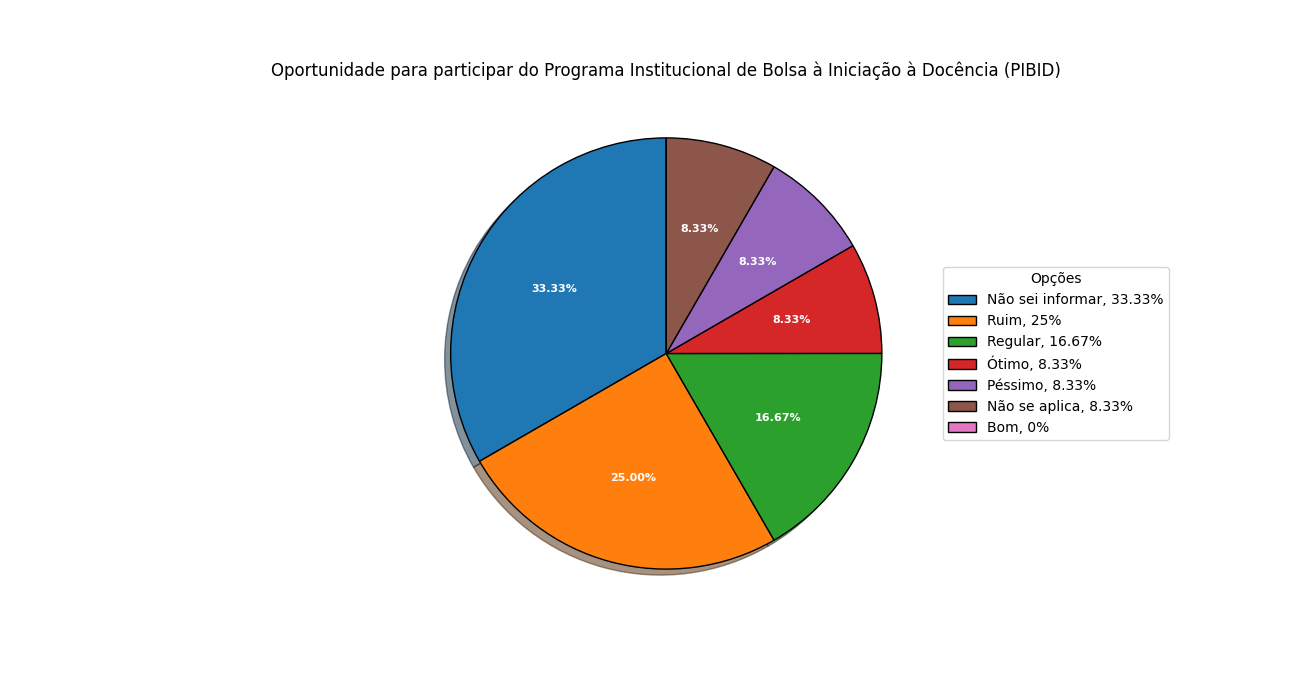 Oportunidade para participar do Programa Institucional de Bolsa à Iniciação à Docência (PIBID)
8.33%
8.33%
33.33%
8.33%
16.67%
25.00%
Opções
Não sei informar, 33.33%
Ruim, 25%
Regular, 16.67%
Ótimo, 8.33%
Péssimo, 8.33%
Não se aplica, 8.33%
Bom, 0%